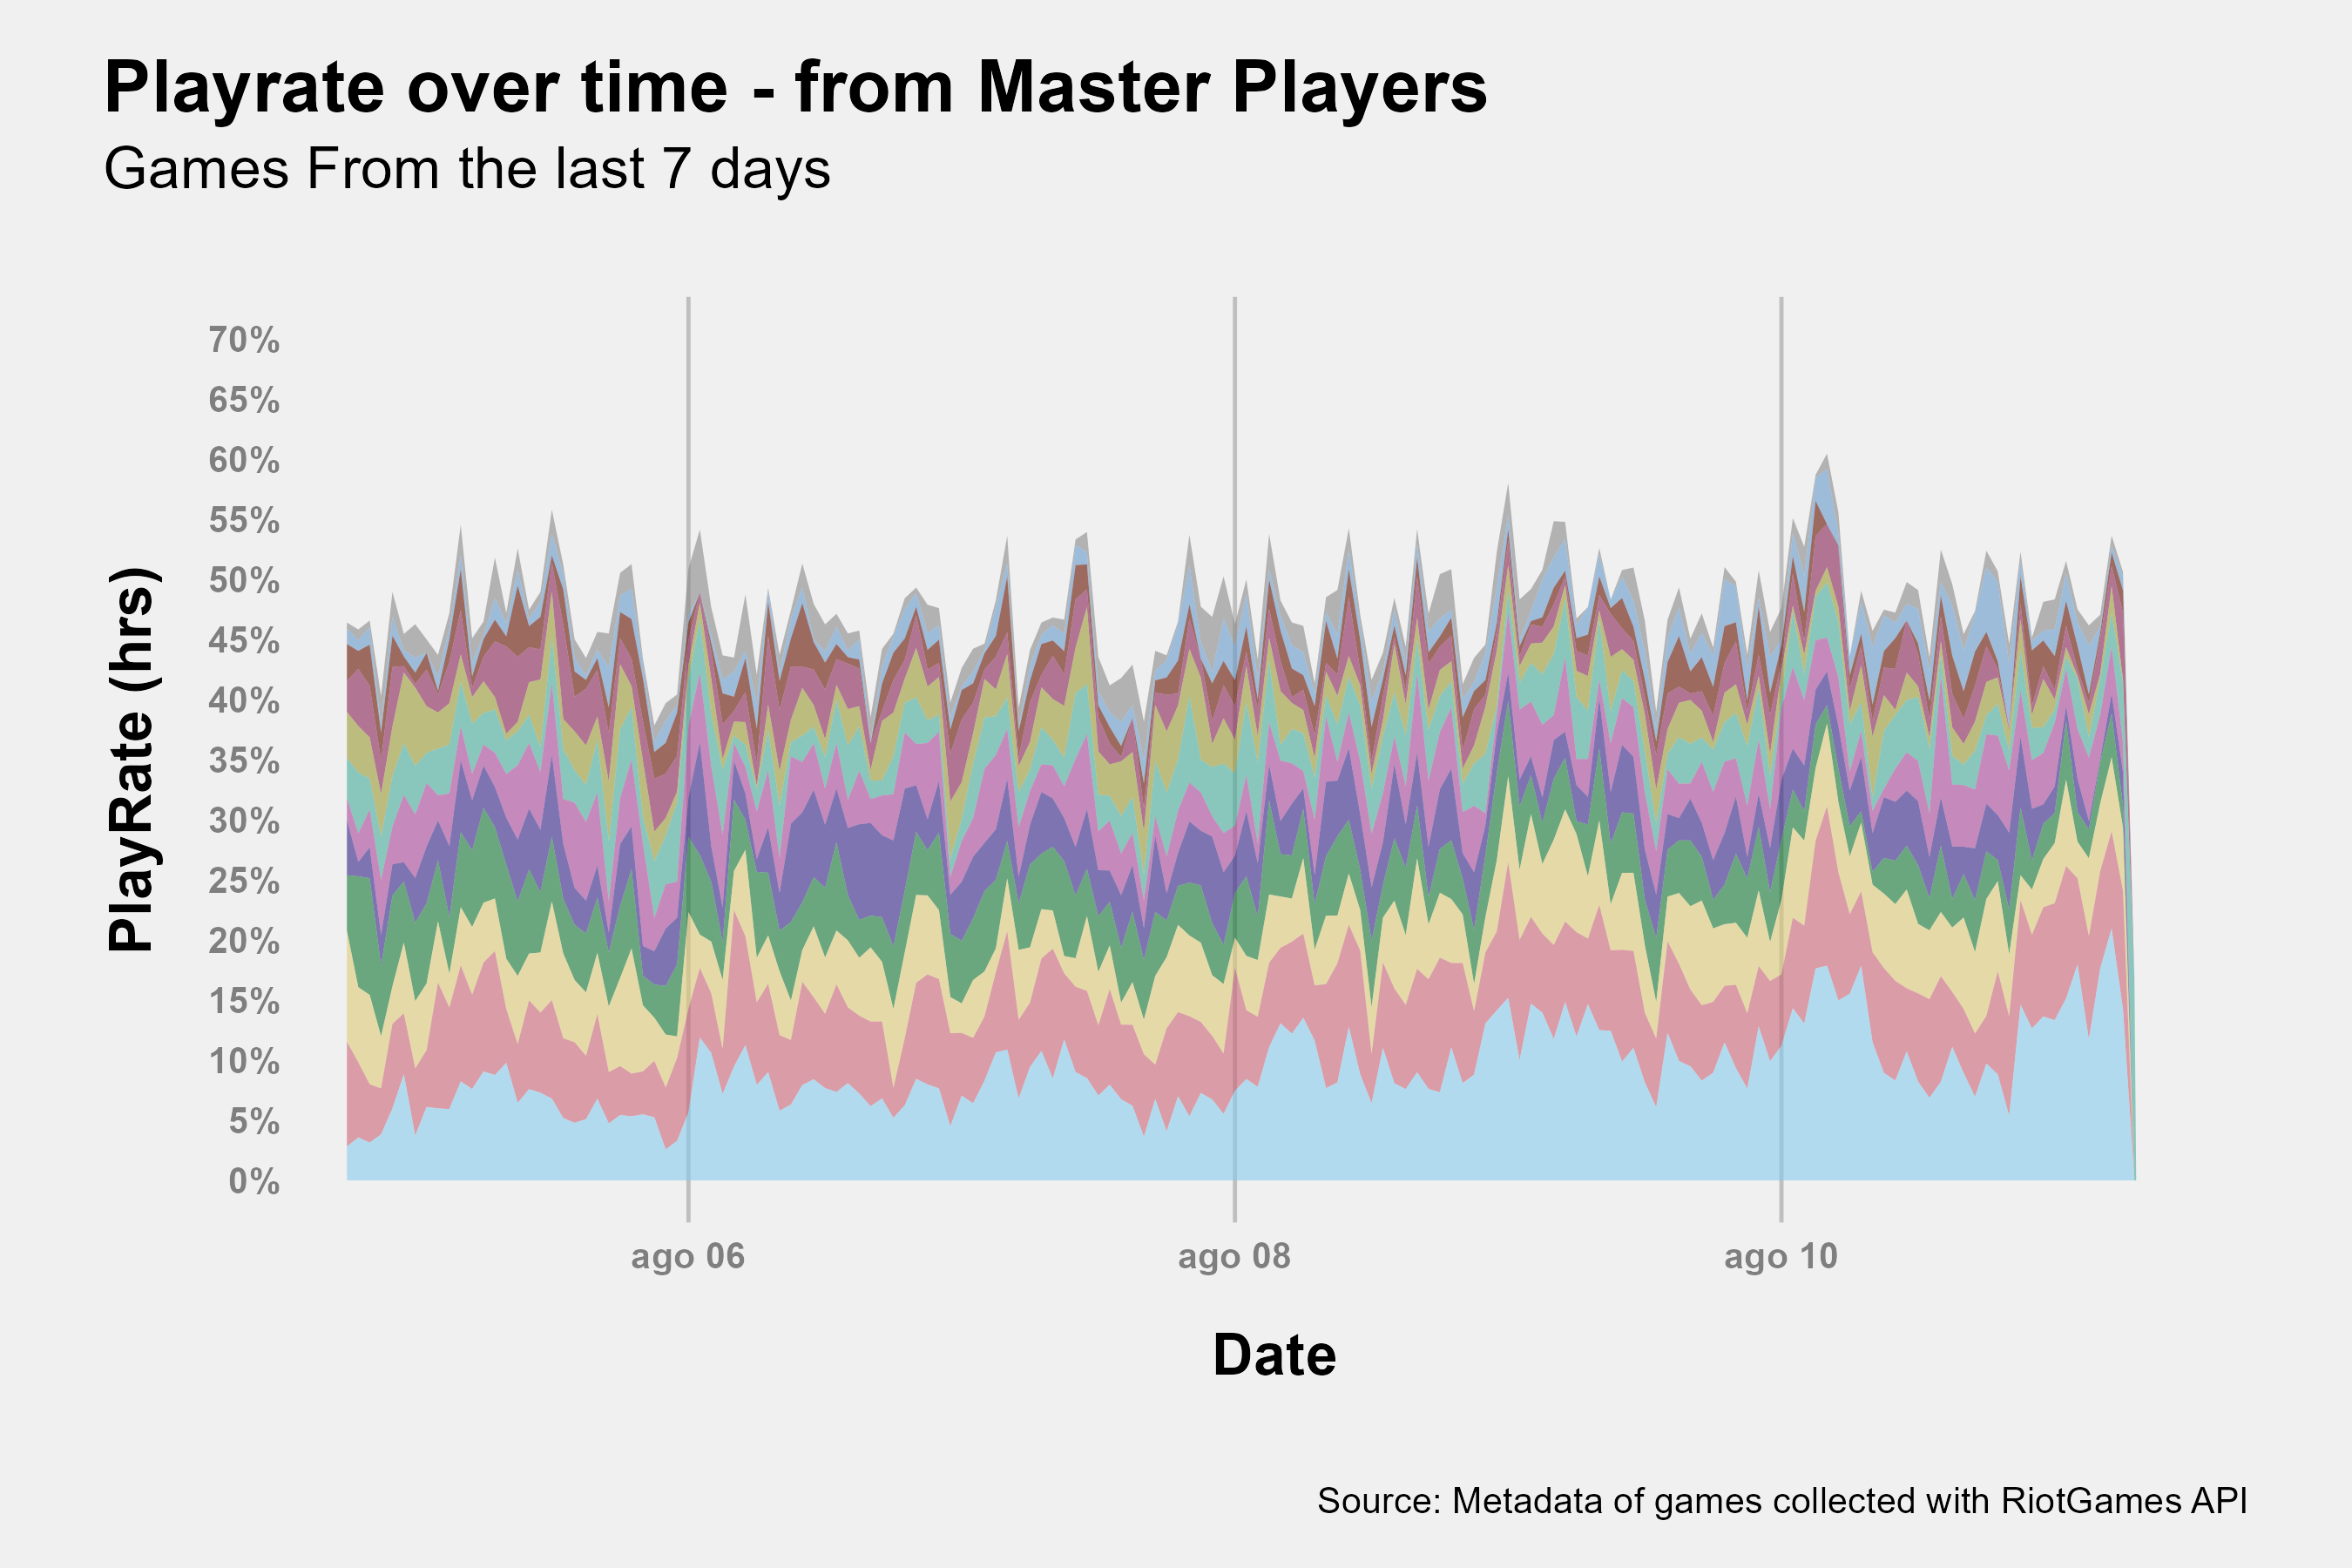 Playrate over time - from Master Players
Games From the last 7 days
PlayRate (hrs)
70%
65%
60%
55%
50%
45%
40%
35%
30%
25%
20%
15%
10%
5%
0%
ago 06
ago 08
ago 10
Date
Source: Metadata of games collected with RiotGames API